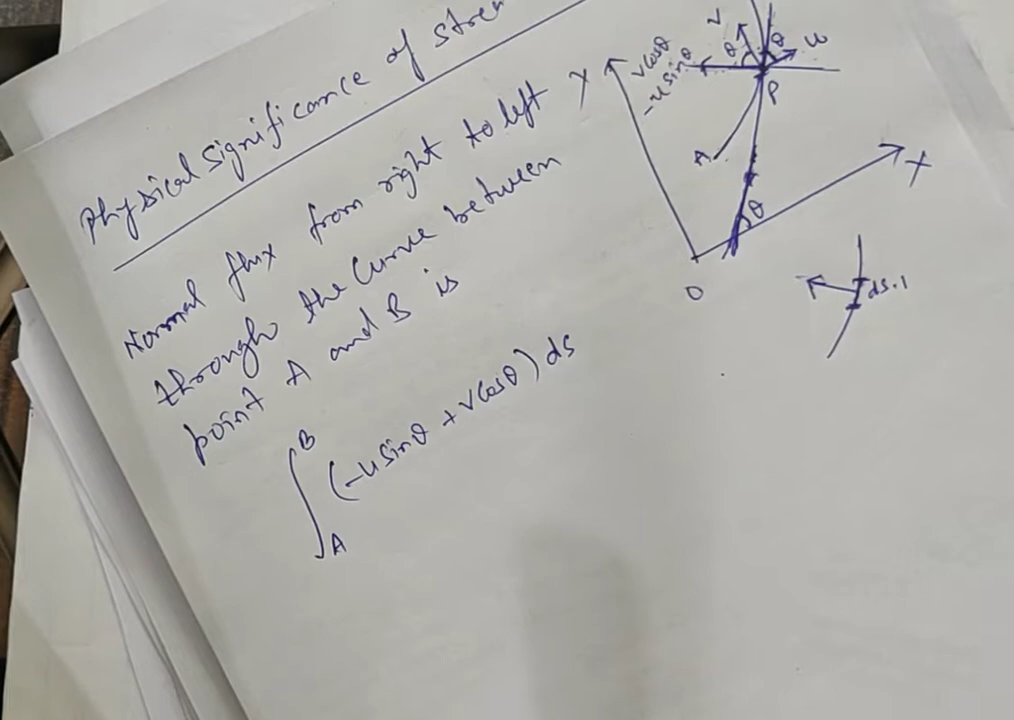 Physical significance of
Normal flux from right to left
through the curve between
point A and B is
∫_A^B (-u sinθ + v cosθ) ds
Y
v cosθ
-u sinθ
v
θ
θ
u
P
A
θ
X
O
ds.1